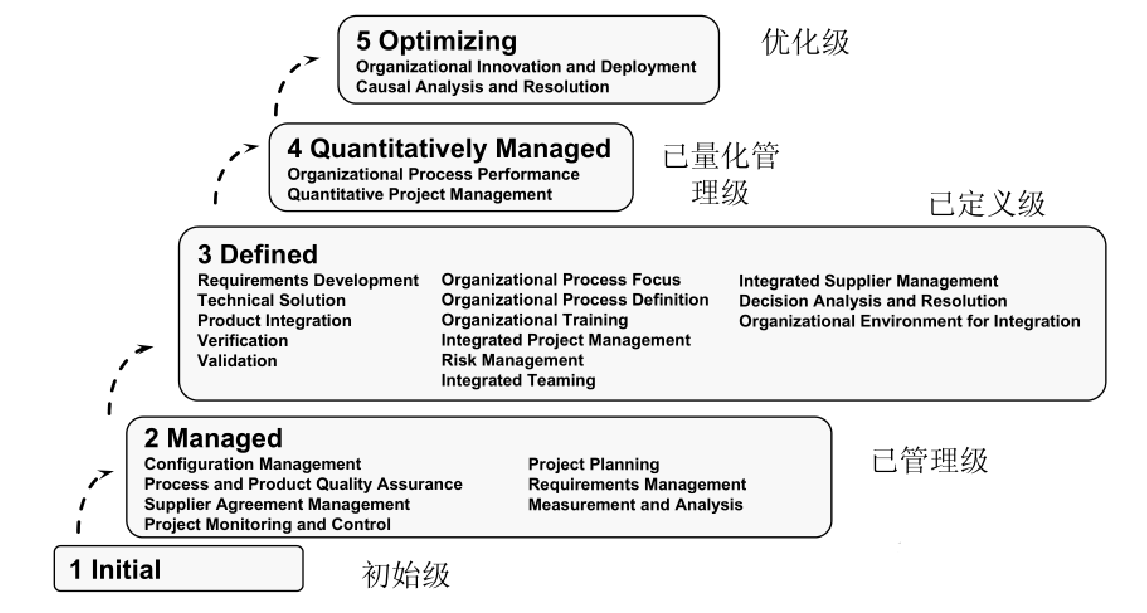 5 Optimizing
Organizational Innovation and Deployment
Causal Analysis and Resolution
优化级
4 Quantitatively Managed
Organizational Process Performance
Quantitative Project Management
已量化管
理级
已定义级
3 Defined
Requirements Development
Technical Solution
Product Integration
Verification
Validation
Organizational Process Focus
Organizational Process Definition
Organizational Training
Integrated Project Management
Risk Management
Integrated Teaming
Integrated Supplier Management
Decision Analysis and Resolution
Organizational Environment for Integration
2 Managed
Configuration Management
Process and Product Quality Assurance
Supplier Agreement Management
Project Monitoring and Control
Project Planning
Requirements Management
Measurement and Analysis
已管理级
1 Initial
初始级